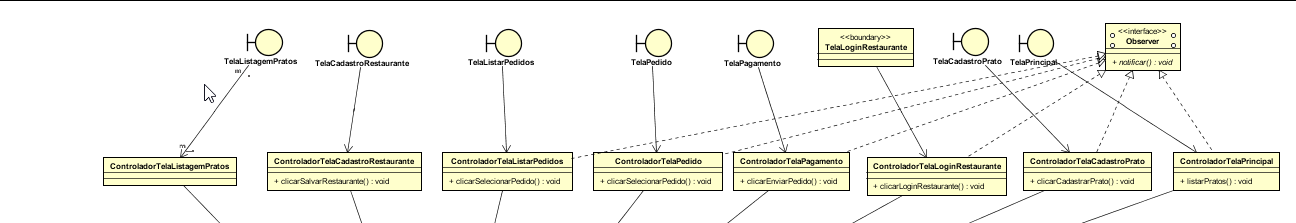 TelaListagemPratos
TelaCadastroRestaurante
TelaListarPedidos
TelaPedido
TelaPagamento
<<boundary>>
TelaLoginRestaurante
TelaCadastroPrato
TelaPrincipal
<<interface>>
Observer
+ notificar() : void
ControladorTelaListagemPratos
ControladorTelaCadastroRestaurante
+ clicarSalvarRestaurante() : void
ControladorTelaListarPedidos
+ clicarSelecionarPedido() : void
ControladorTelaPedido
+ clicarSelecionarPedido() : void
ControladorTelaPagamento
+ clicarEnviarPedido() : void
ControladorTelaLoginRestaurante
+ clicarLoginRestaurante() : void
ControladorTelaCadastroPrato
+ clicarCadastrarPrato() : void
ControladorTelaPrincipal
+ listarPratos() : void